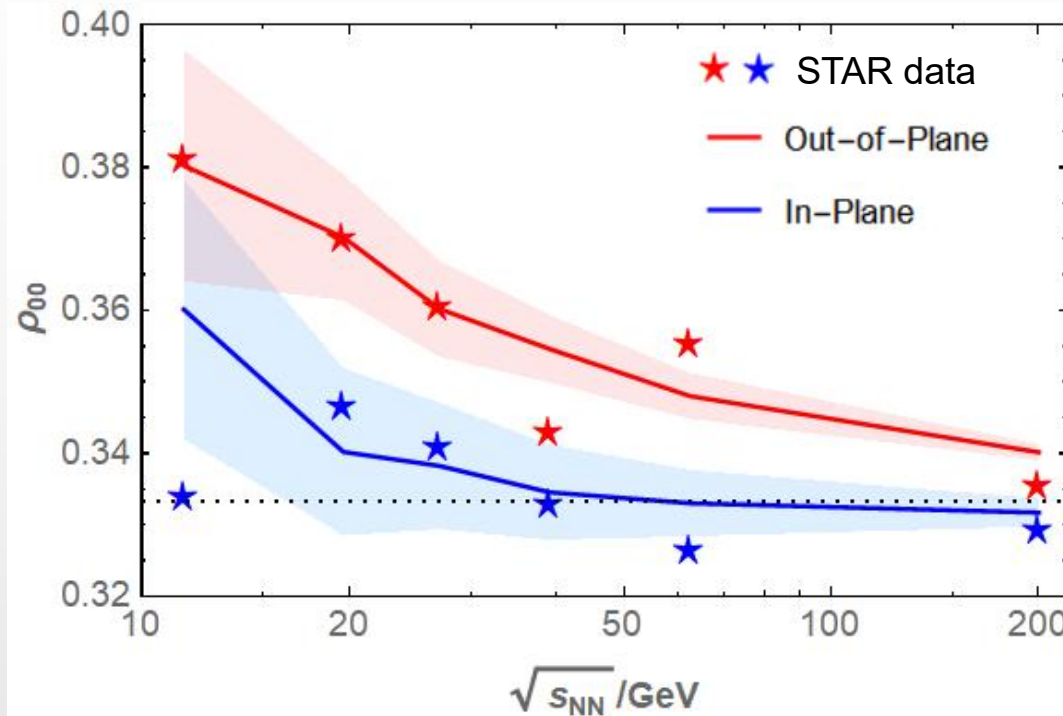 0.40
0.38
0.36
0.34
0.32
ρ00
STAR data
Out-of-Plane
In-Plane
10 20 50 100 200
√sNN/GeV